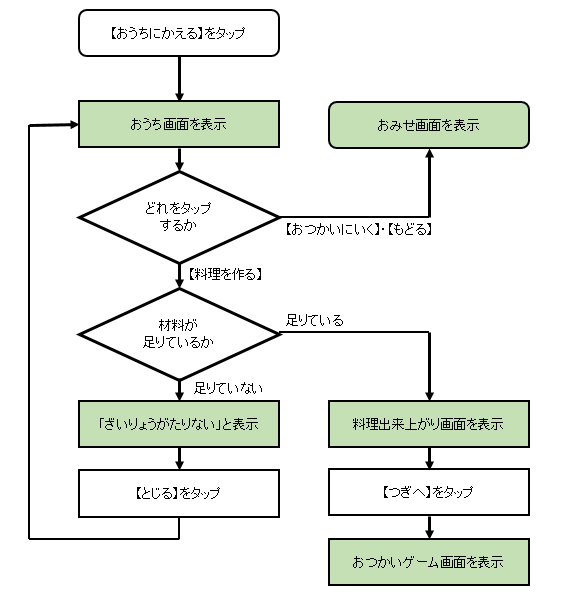 【おうちにかえる】をタップ
おうち画面を表示
おみせ画面を表示
どれをタップ
するか
【おつかいにいく】・【もどる】
【料理を作る】
材料が
足りているか
足りている
足りていない
「ざいりょうがたりない」と表示
料理出来上がり画面を表示
【とじる】をタップ
【つぎへ】をタップ
おつかいゲーム画面を表示